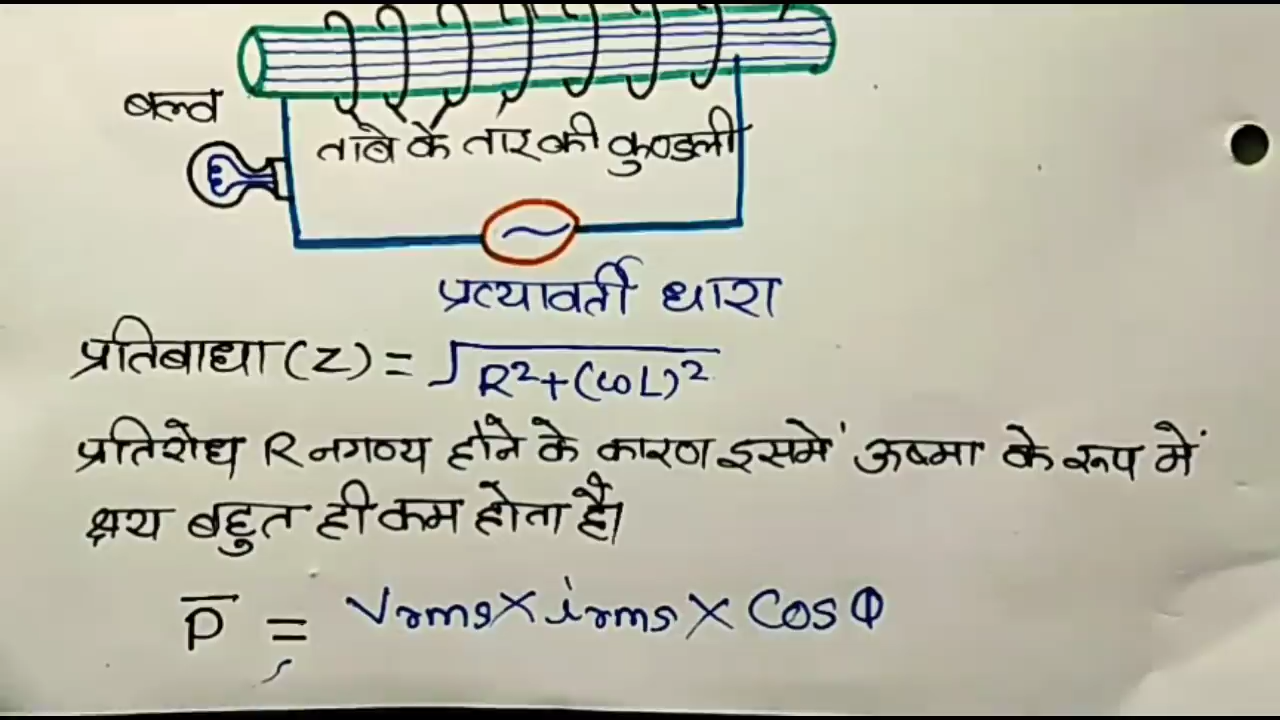 बल्व
ताबे के तार की कुण्डली
प्रत्यावर्ती धारा
प्रतिबाधा (Z) = √R²+(ωL)²
प्रतिरोध R नगण्य होने के कारण इसमें ऊष्मा के रूप में
क्षय बहुत ही कम होता है।
P̅ = Vrms × irms × Cos Φ